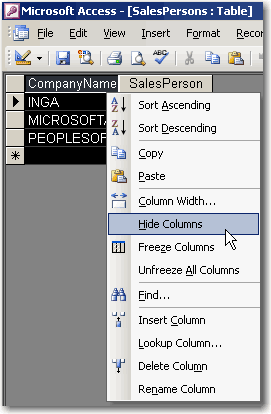 Microsoft Access - [SalesPersons : Table]
File Edit View Insert Format Records
CompanyName SalesPerson
INGA
MICROSOFT
PEOPLESOF
Sort Ascending
Sort Descending
Copy
Paste
Column Width...
Hide Columns
Freeze Columns
Unfreeze All Columns
Find...
Insert Column
Lookup Column...
Delete Column
Rename Column